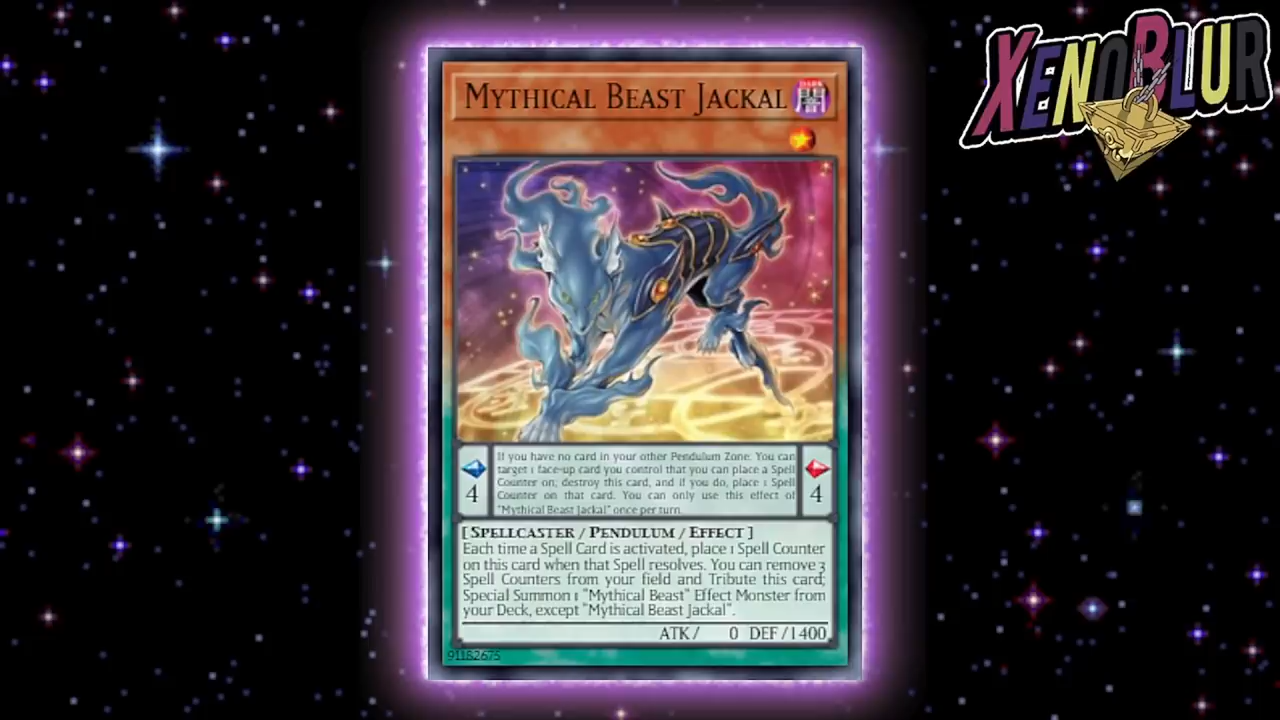 XENOBLUR
MYTHICAL BEAST JACKAL
DARK
闇
If you have no card in your other Pendulum Zone: You can
target 1 face-up card you control that you can place a Spell
Counter on; destroy this card, and if you do, place 1 Spell
Counter on that card. You can only use this effect of
"Mythical Beast Jackal" once per turn.
4
4
[ SPELLCASTER / PENDULUM / EFFECT ]
Each time a Spell Card is activated, place 1 Spell Counter
on this card when that Spell resolves. You can remove 3
Spell Counters from your field and Tribute this card;
Special Summon 1 "Mythical Beast" Effect Monster from
your Deck, except "Mythical Beast Jackal".
ATK/ 0 DEF/1400
91182675